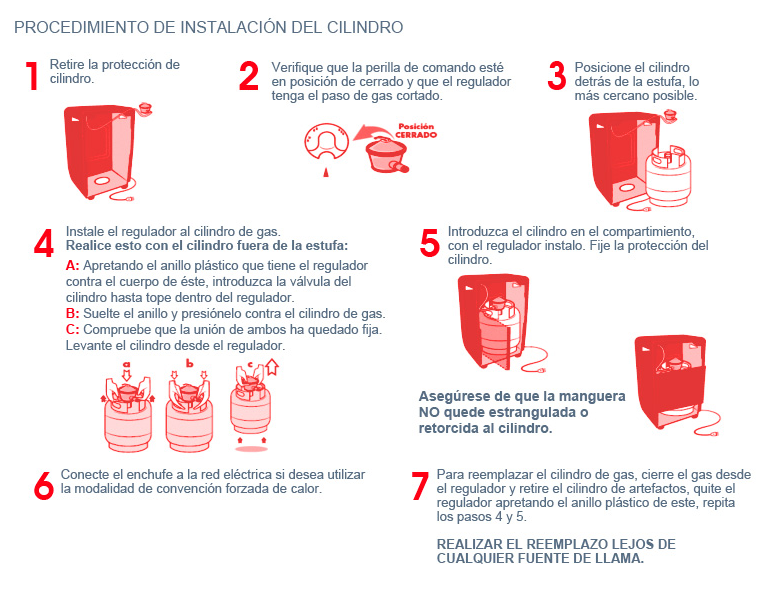 PROCEDIMIENTO DE INSTALACIÓN DEL CILINDRO
1
Retire la protección de
cilindro.
2
Verifique que la perilla de comando esté
en posición de cerrado y que el regulador
tenga el paso de gas cortado.
Posición
CERRADO
3
Posicione el cilindro
detrás de la estufa, lo
más cercano posible.
4
Instale el regulador al cilindro de gas.
Realice esto con el cilindro fuera de la estufa:
A: Apretando el anillo plástico que tiene el regulador
contra el cuerpo de éste, introduzca la válvula del
cilindro hasta tope dentro del regulador.
B: Suelte el anillo y presiónelo contra el cilindro de gas.
C: Compruebe que la unión de ambos ha quedado fija.
Levante el cilindro desde el regulador.
a
b
c
5
Introduzca el cilindro en el compartimiento,
con el regulador instalo. Fije la protección del
cilindro.
Asegúrese de que la manguera
NO quede estrangulada o
retorcida al cilindro.
6
Conecte el enchufe a la red eléctrica si desea utilizar
la modalidad de convención forzada de calor.
7
Para reemplazar el cilindro de gas, cierre el gas desde
el regulador y retire el cilindro de artefactos, quite el
regulador apretando el anillo plástico de este, repita
los pasos 4 y 5.
REALIZAR EL REEMPLAZO LEJOS DE
CUALQUIER FUENTE DE LLAMA.